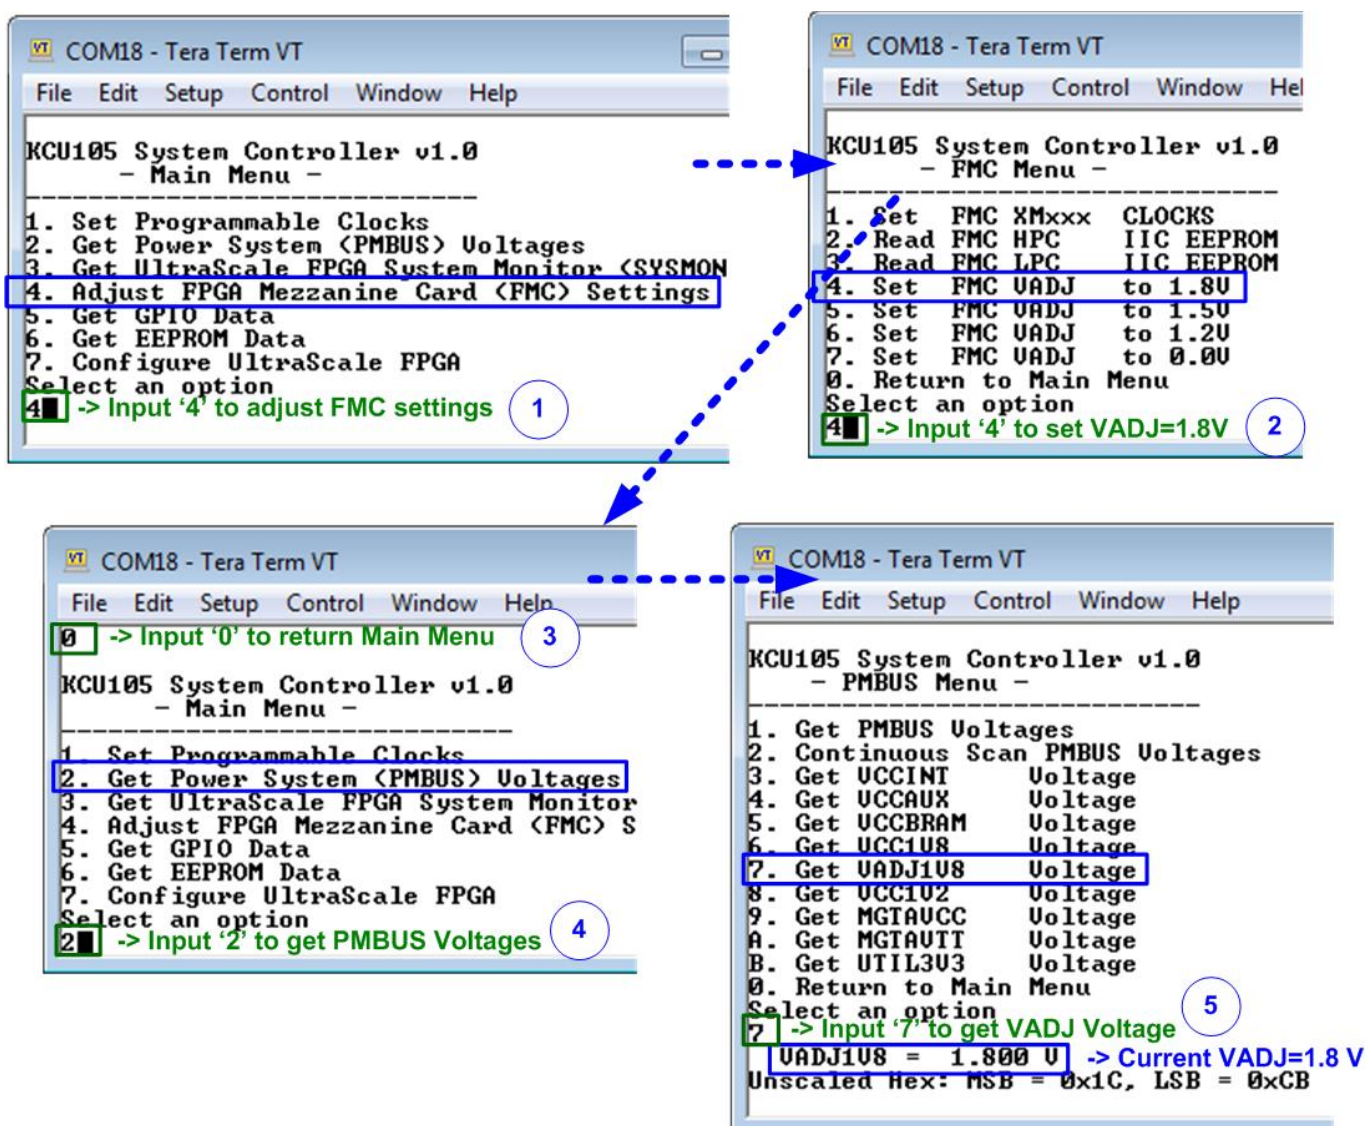 COM18 - Tera Term VT
File Edit Setup Control Window Help
KCU105 System Controller v1.0
- Main Menu -
-------------------------------
1. Set Programmable Clocks
2. Get Power System (PMBUS) Voltages
3. Get UltraScale FPGA System Monitor (SYSMON
4. Adjust FPGA Mezzanine Card (FMC) Settings
5. Get GPIO Data
6. Get EEPROM Data
7. Configure UltraScale FPGA
Select an option
4 -> Input ‘4’ to adjust FMC settings 1
COM18 - Tera Term VT
File Edit Setup Control Window Hel
KCU105 System Controller v1.0
- FMC Menu -
-------------------------------
1. Set FMC XMxxx CLOCKS
2. Read FMC HPC IIC EEPROM
3. Read FMC LPC IIC EEPROM
4. Set FMC VADJ to 1.8V
5. Set FMC VADJ to 1.5V
6. Set FMC VADJ to 1.2V
7. Set FMC VADJ to 0.0V
0. Return to Main Menu
Select an option
4 -> Input ‘4’ to set VADJ=1.8V 2
COM18 - Tera Term VT
File Edit Setup Control Window Help
0 -> Input ‘0’ to return Main Menu 3
KCU105 System Controller v1.0
- Main Menu -
-------------------------------
1. Set Programmable Clocks
2. Get Power System (PMBUS) Voltages
3. Get UltraScale FPGA System Monitor
4. Adjust FPGA Mezzanine Card (FMC) S
5. Get GPIO Data
6. Get EEPROM Data
7. Configure UltraScale FPGA
Select an option
2 -> Input ‘2’ to get PMBUS Voltages 4
COM18 - Tera Term VT
File Edit Setup Control Window Help
KCU105 System Controller v1.0
- PMBUS Menu -
-------------------------------
1. Get PMBUS Voltages
2. Continuous Scan PMBUS Voltages
3. Get VCCINT Voltage
4. Get VCCAUX Voltage
5. Get VCCBRAM Voltage
6. Get VCC1V8 Voltage
7. Get VADJ1V8 Voltage
8. Get VCC1V2 Voltage
9. Get MGTAVCC Voltage
A. Get MGTAVTT Voltage
B. Get UTIL3V3 Voltage
0. Return to Main Menu
Select an option 5
7 -> Input ‘7’ to get VADJ Voltage
VADJ1V8 = 1.800 V -> Current VADJ=1.8 V
Unscaled Hex: MSB = 0x1C, LSB = 0xCB